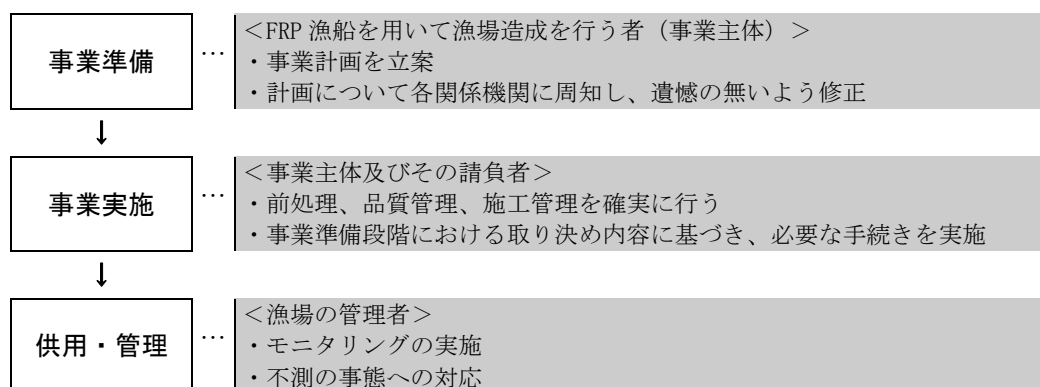 事業準備
…
＜FRP 漁船を用いて漁場造成を行う者（事業主体）＞
・事業計画を立案
・計画について各関係機関に周知し、遺憾の無いよう修正
↓
事業実施
…
＜事業主体及びその請負者＞
・前処理、品質管理、施工管理を確実に行う
・事業準備段階における取り決め内容に基づき、必要な手続きを実施
↓
供用・管理
…
＜漁場の管理者＞
・モニタリングの実施
・不測の事態への対応